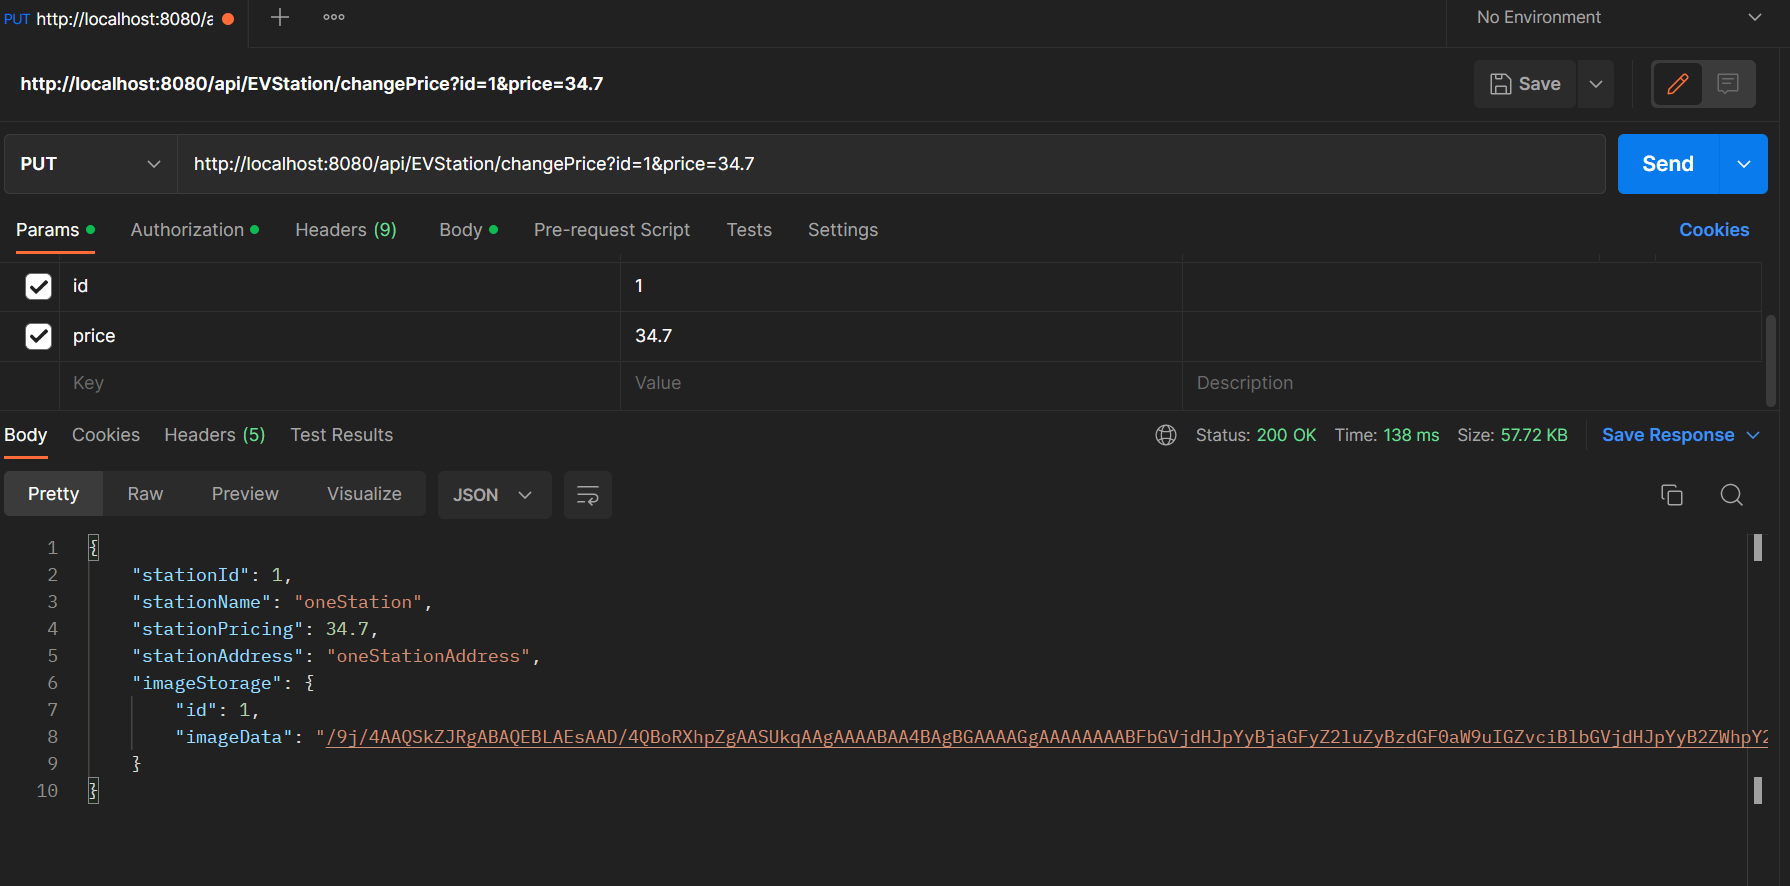 PUT http://localhost:8080/a
No Environment
http://localhost:8080/api/EVStation/changePrice?id=1&price=34.7
Save
PUT
http://localhost:8080/api/EVStation/changePrice?id=1&price=34.7
Send
Params Authorization Headers (9) Body Pre-request Script Tests Settings Cookies
id 1
price 34.7
Key Value Description
Body Cookies Headers (5) Test Results Status: 200 OK Time: 138 ms Size: 57.72 KB Save Response
Pretty Raw Preview Visualize JSON
1 {
2 "stationId": 1,
3 "stationName": "oneStation",
4 "stationPricing": 34.7,
5 "stationAddress": "oneStationAddress",
6 "imageStorage": {
7 "id": 1,
8 "imageData": "/9j/4AAQSkZJRgABAQEBLAEsAAD/4QBoRXhpZgAASUkqAAgAAAABAA4BAgBGAAAAGgAAAAAAAABFbGVjdHJpYyBjaGFyZ2luZyBzdGF0aW9uIGZvciBlbGVjdHJpYyB2ZWhpY2
9 }
10 }